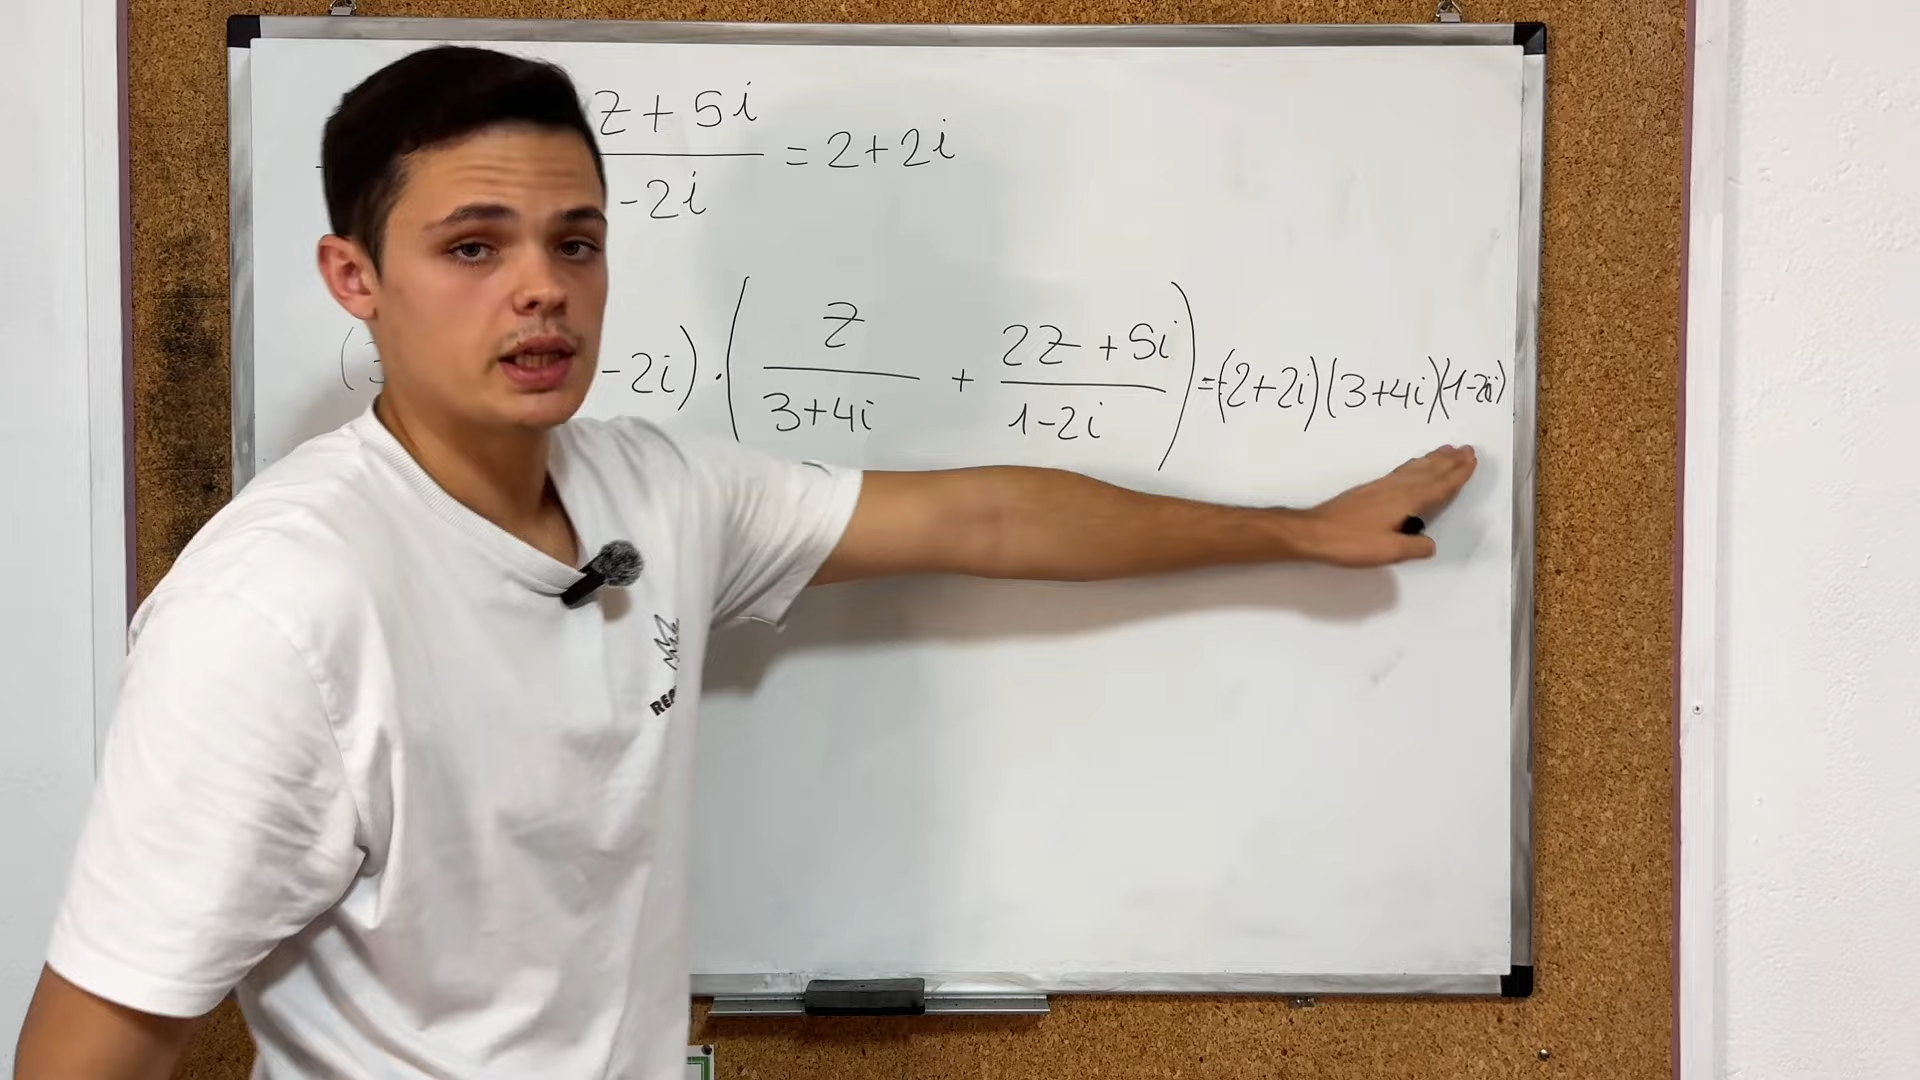 z + 5i
= 2+2i
-2i
(3 -2i) · ( z/(3+4i) + (2z + 5i)/(1-2i) ) = (2+2i)(3+4i)(1-2i)